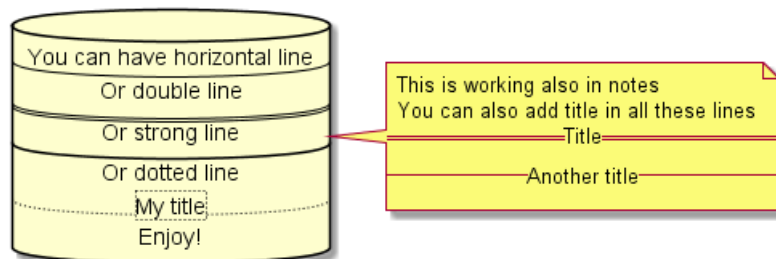 You can have horizontal line
Or double line
Or strong line
Or dotted line
My title
Enjoy!
This is working also in notes
You can also add title in all these lines
Title
Another title